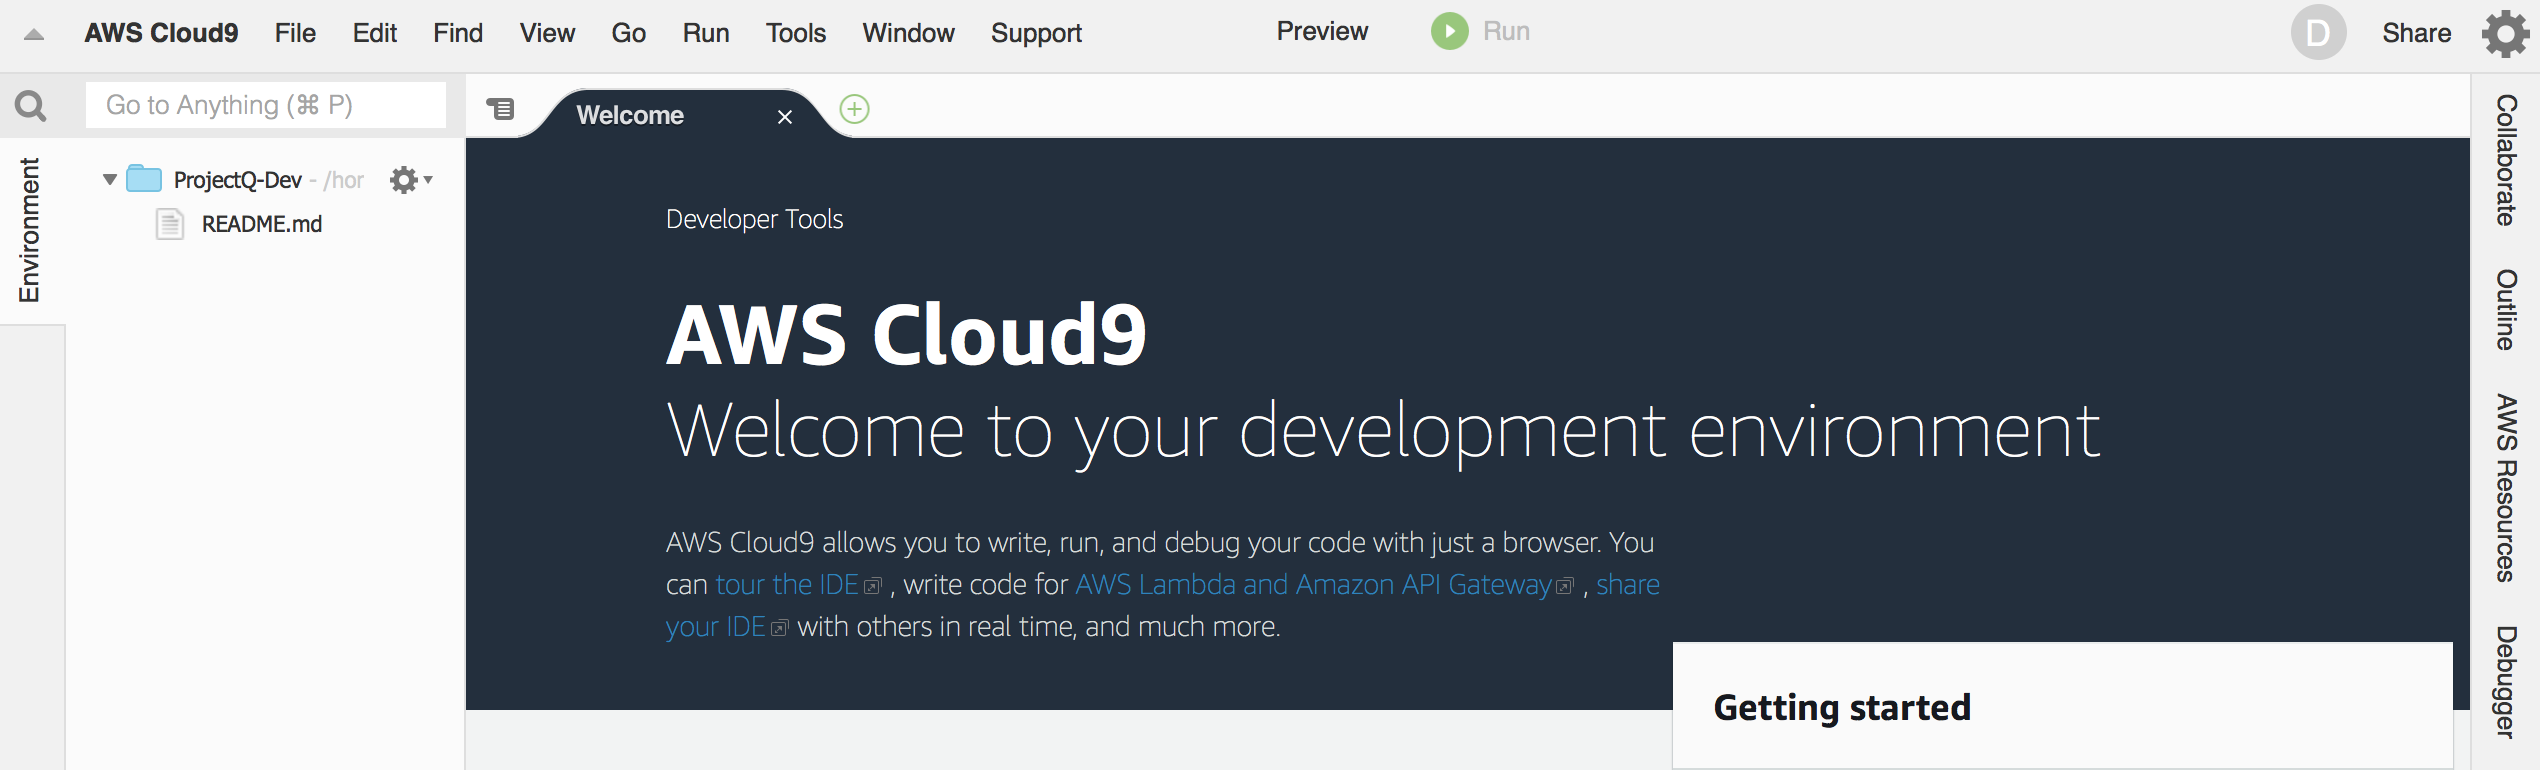 AWS Cloud9 File Edit Find View Go Run Tools Window Support Preview Run D Share
Go to Anything (⌘ P)
Welcome
Environment
ProjectQ-Dev - /hor
README.md
Developer Tools
AWS Cloud9
Welcome to your development environment
AWS Cloud9 allows you to write, run, and debug your code with just a browser. You
can tour the IDE , write code for AWS Lambda and Amazon API Gateway , share
your IDE with others in real time, and much more.
Getting started
Collaborate
Outline
AWS Resources
Debugger